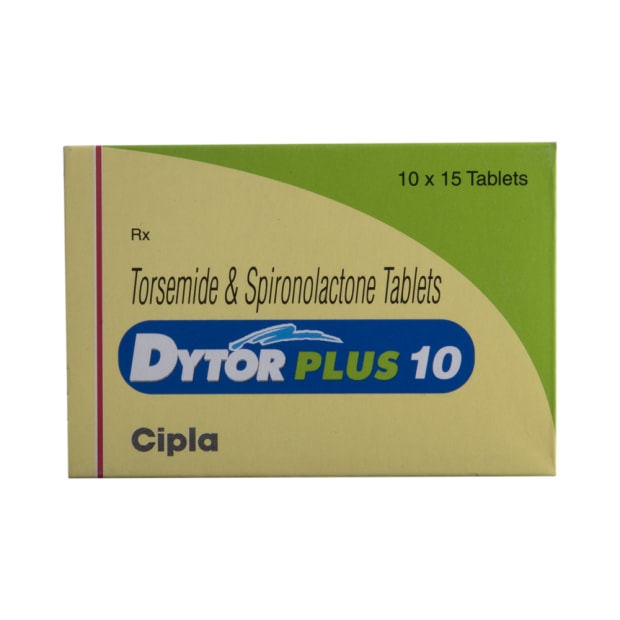 10 x 15 Tablets
Rx
Torsemide & Spironolactone Tablets
DYTOR PLUS 10
Cipla